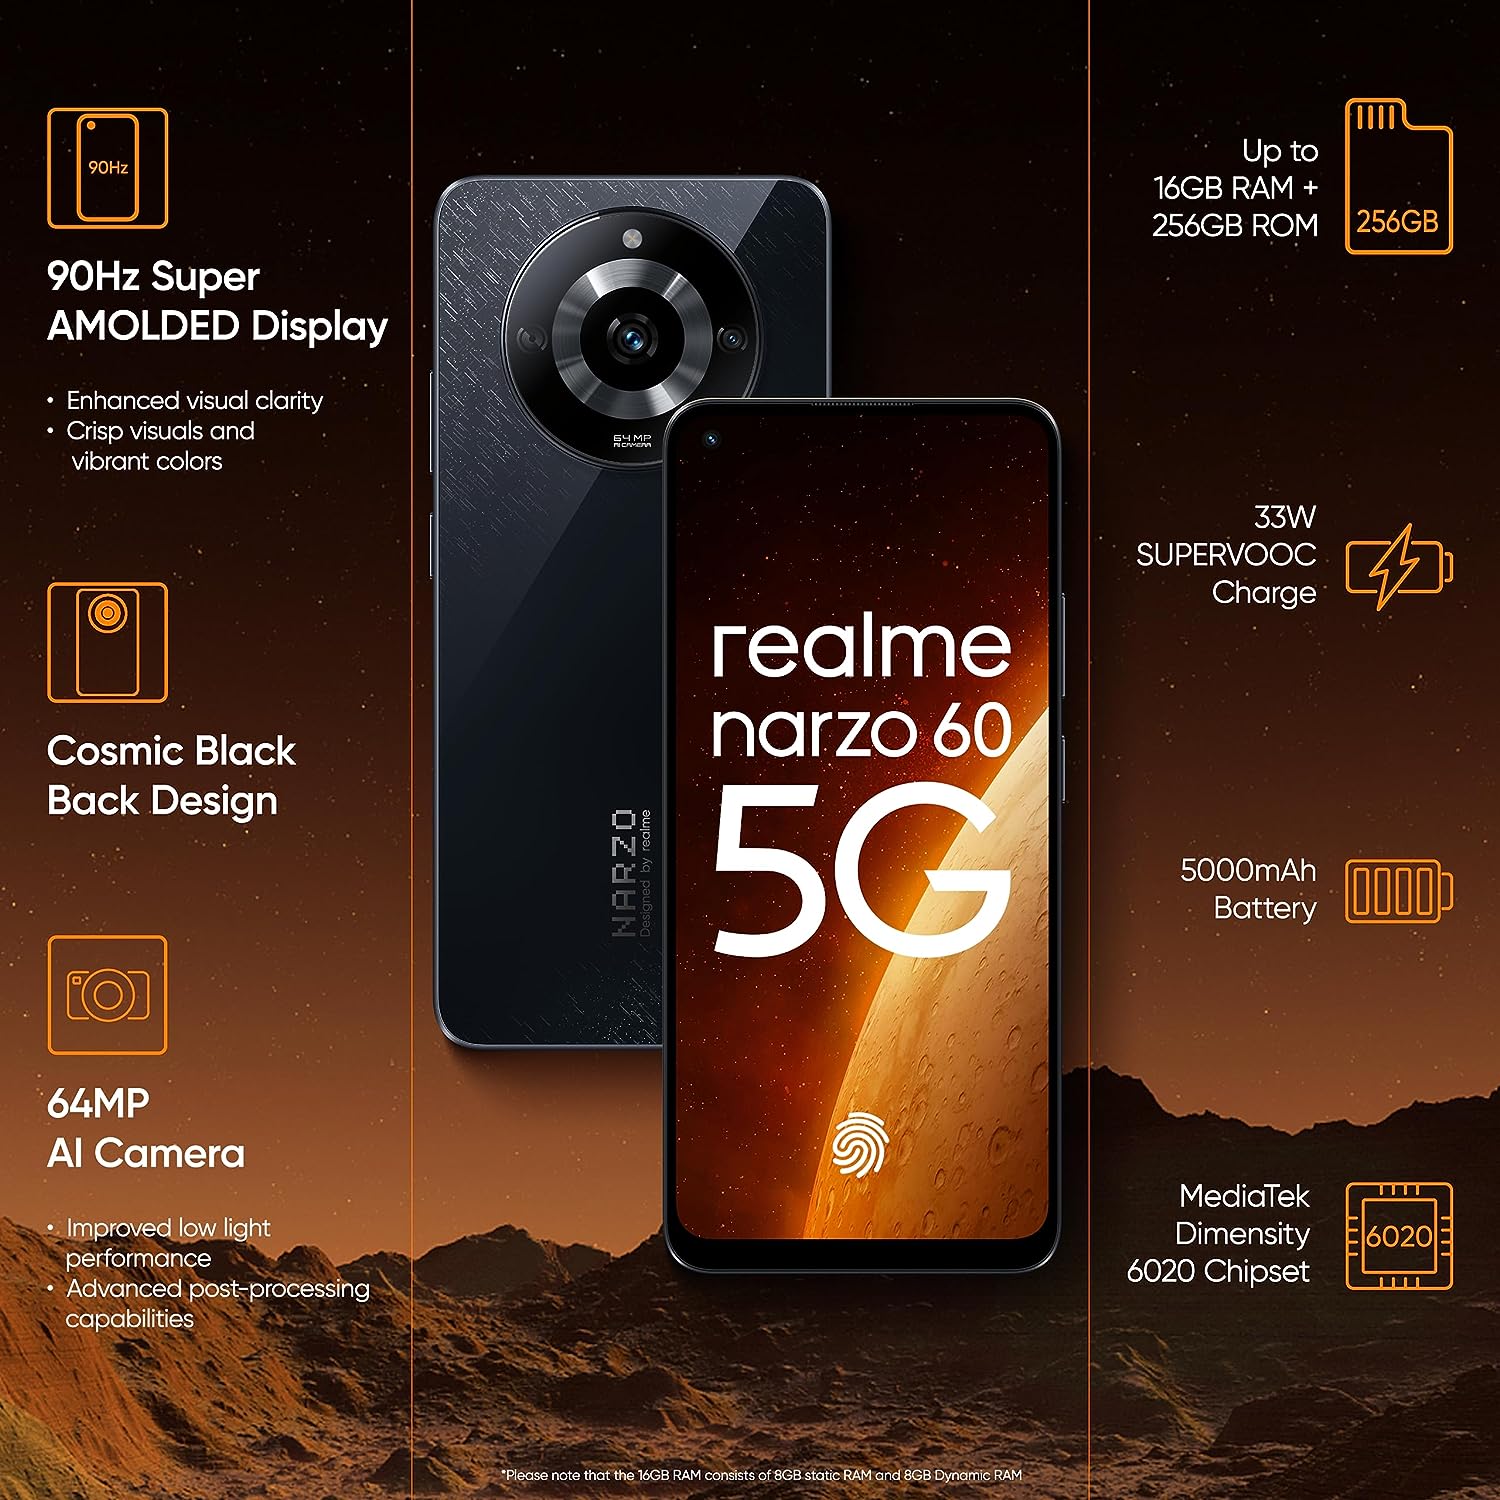 90Hz
90Hz Super
AMOLDED Display
• Enhanced visual clarity
• Crisp visuals and
vibrant colors
Cosmic Black
Back Design
64MP
AI Camera
• Improved low light
performance
• Advanced post-processing
capabilities
64 MP
AI CAMERA
NARZO
Designed by realme
realme
narzo 60
5G
Up to
16GB RAM +
256GB ROM
256GB
33W
SUPERVOOC
Charge
5000mAh
Battery
MediaTek
Dimensity
6020 Chipset
6020
*Please note that the 16GB RAM consists of 8GB static RAM and 8GB Dynamic RAM